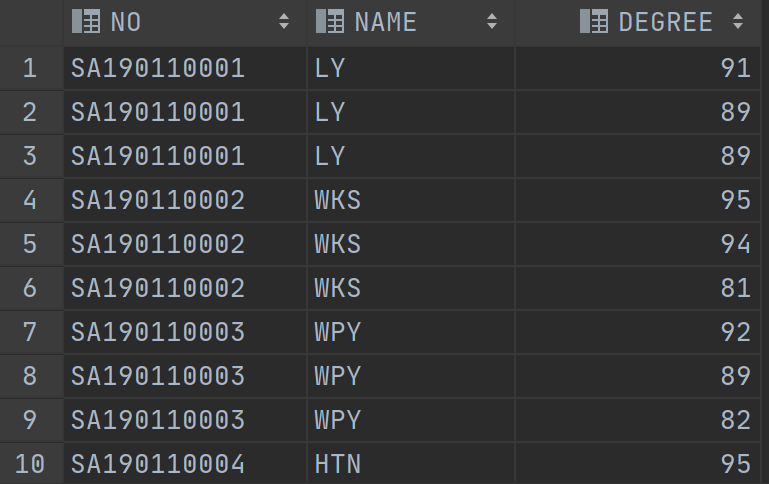 NO NAME DEGREE
1 SA190110001 LY 91
2 SA190110001 LY 89
3 SA190110001 LY 89
4 SA190110002 WKS 95
5 SA190110002 WKS 94
6 SA190110002 WKS 81
7 SA190110003 WPY 92
8 SA190110003 WPY 89
9 SA190110003 WPY 82
10 SA190110004 HTN 95